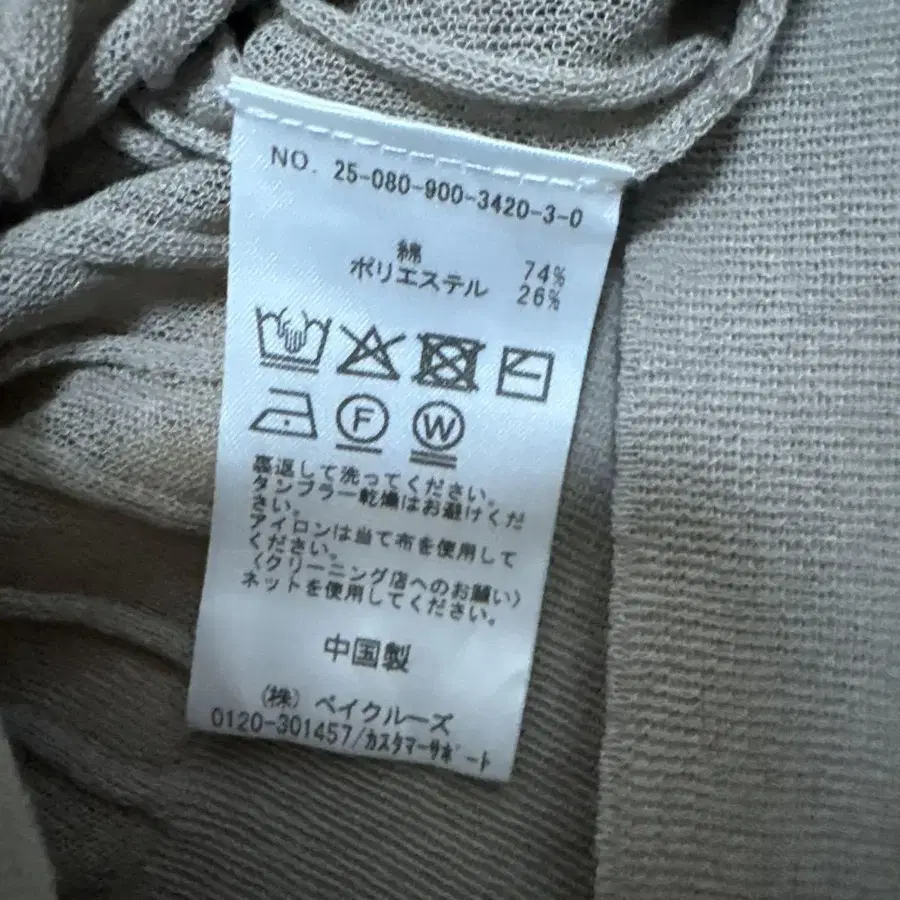 NO. 25-080-900-3420-3-0
綿 74%
ポリエステル 26%
F W
裏返して洗ってください。
タンブラー乾燥はお避けくだ
さい。
アイロンは当て布を使用して
ください。
〈クリーニング店へのお願い〉
ネットを使用してください。
中国製
(株) ベイクルーズ
0120-301457/カスタマーサポート